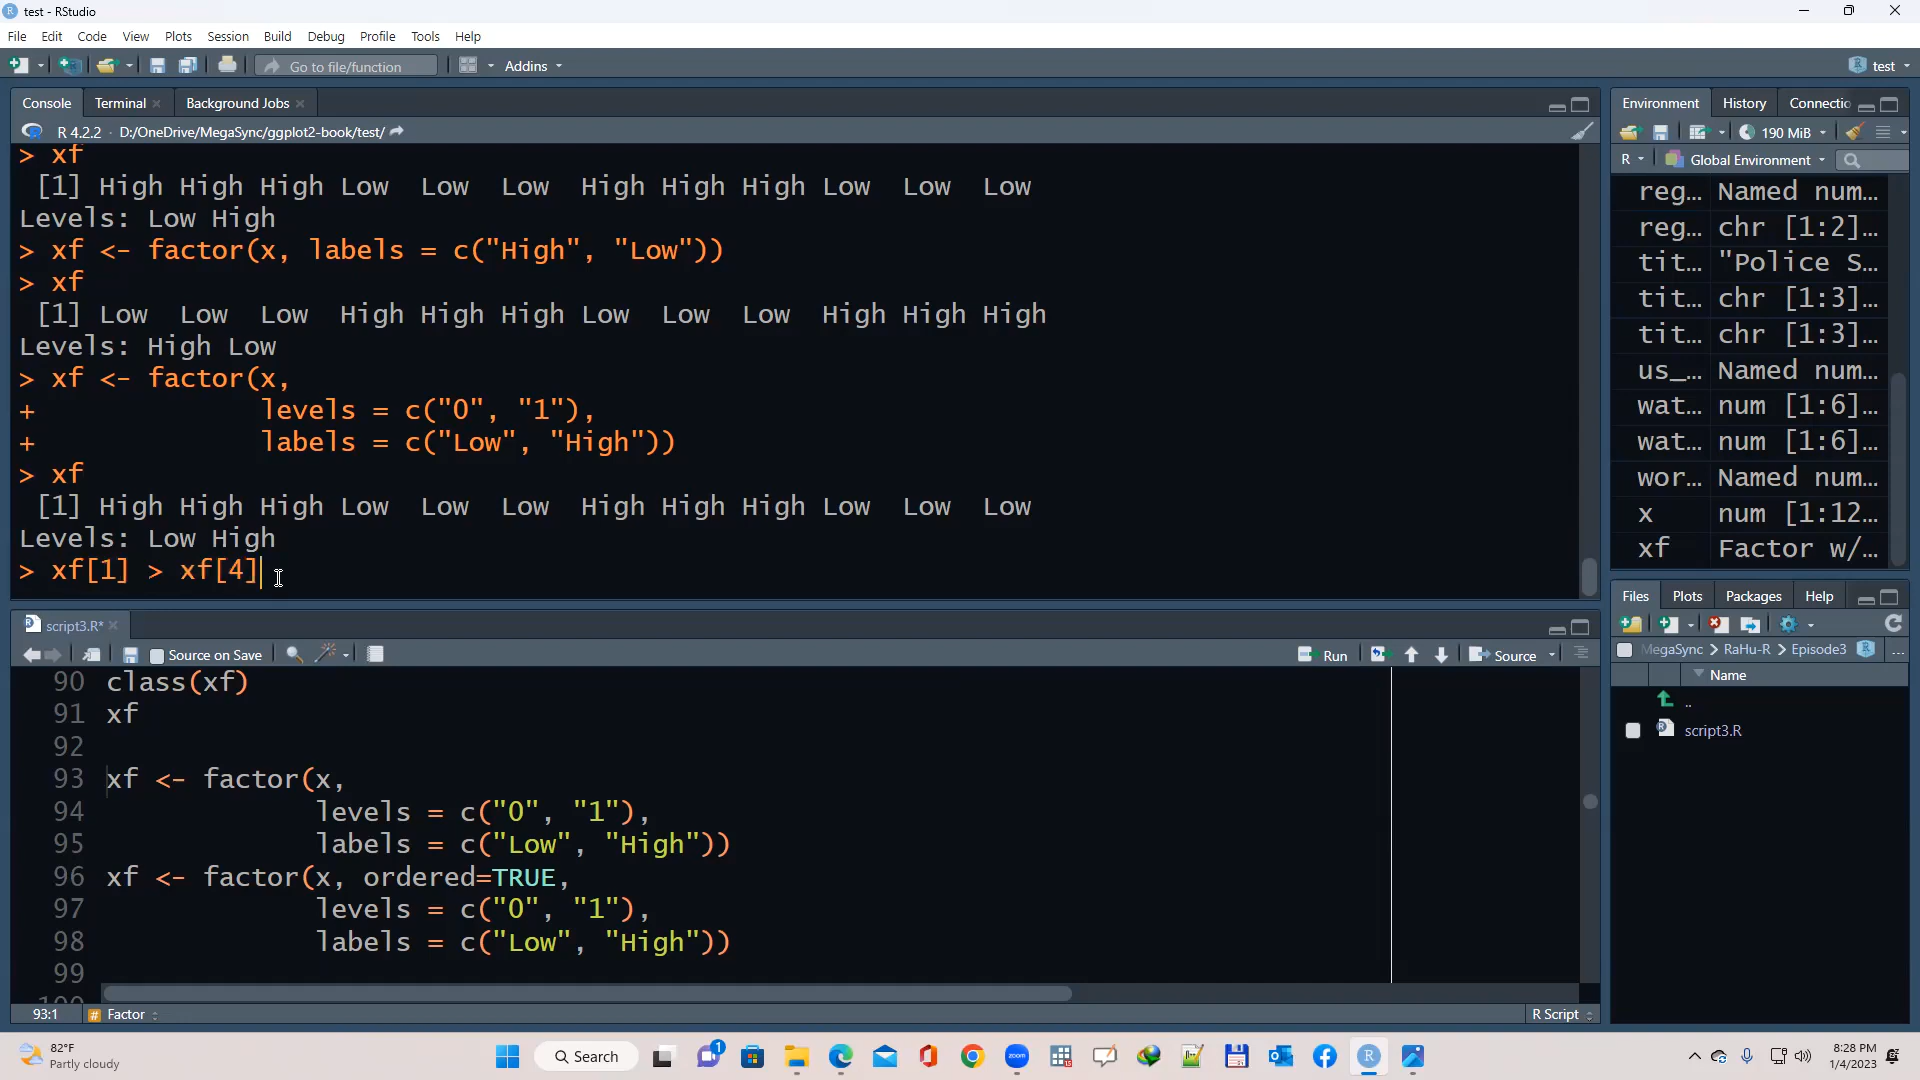 test - RStudio
File Edit Code View Plots Session Build Debug Profile Tools Help
Go to file/function Addins test
Console Terminal Background Jobs
R 4.2.2 · D:/OneDrive/MegaSync/ggplot2-book/test/
> xf
[1] High High High Low Low Low High High High Low Low Low
Levels: Low High
> xf <- factor(x, labels = c("High", "Low"))
> xf
[1] Low Low Low High High High Low Low Low High High High
Levels: High Low
> xf <- factor(x,
+ levels = c("0", "1"),
+ labels = c("Low", "High"))
> xf
[1] High High High Low Low Low High High High Low Low Low
Levels: Low High
> xf[1] > xf[4]
script3.R*
Source on Save Run Source
90 class(xf)
91 xf
92
93 xf <- factor(x,
94 levels = c("0", "1"),
95 labels = c("Low", "High"))
96 xf <- factor(x, ordered=TRUE,
97 levels = c("0", "1"),
98 labels = c("Low", "High"))
99
100
93:1 # Factor R Script
Environment History Connectio
190 MiB
R Global Environment
reg… Named num…
reg… chr [1:2]…
tit… "Police S…
tit… chr [1:3]…
tit… chr [1:3]…
us_… Named num…
wat… num [1:6]…
wat… num [1:6]…
wor… Named num…
x num [1:12…
xf Factor w/…
Files Plots Packages Help
MegaSync RaHu-R Episode3 ...
Name
..
script3.R
82°F
Partly cloudy
Search
1
zoom
R
8:28 PM
1/4/2023